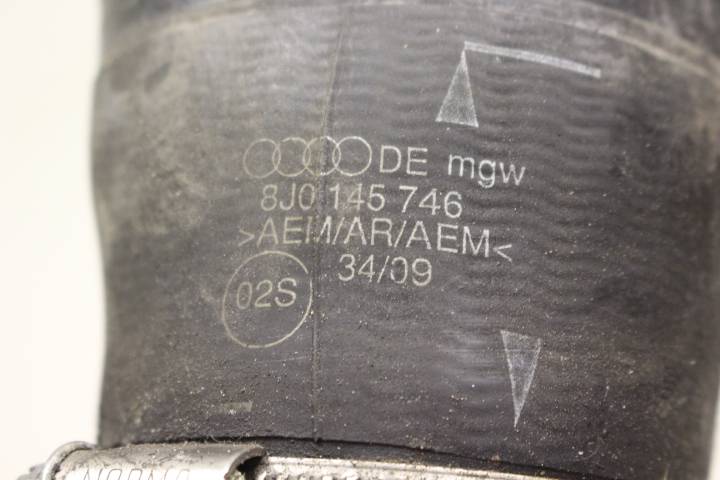 DE mgw
8J0 145 746
>AEM/AR/AEM<
34/09
02S